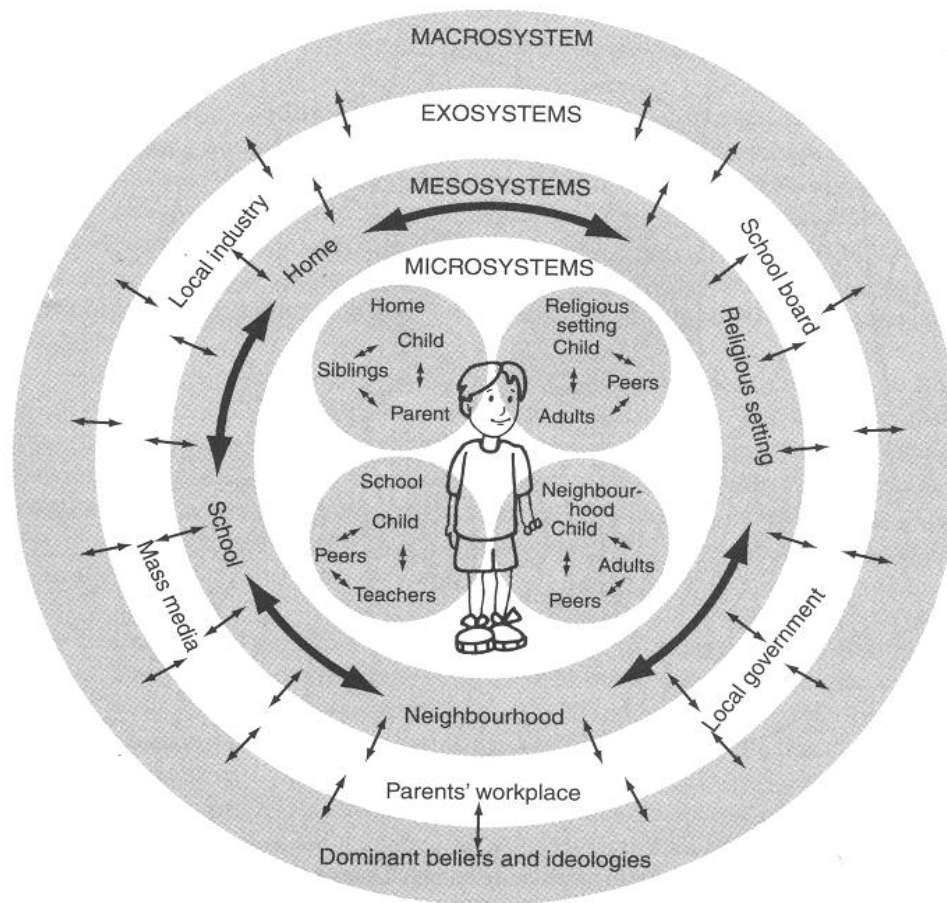 MACROSYSTEM
EXOSYSTEMS
MESOSYSTEMS
MICROSYSTEMS
Local industry
Home
School board
Religious setting
Home
Child
Siblings
Parent
Religious
setting
Child
Peers
Adults
School
Child
Peers
Teachers
Neighbour-
hood
Child
Adults
Peers
School
Mass media
Neighbourhood
Local government
Parents' workplace
Dominant beliefs and ideologies